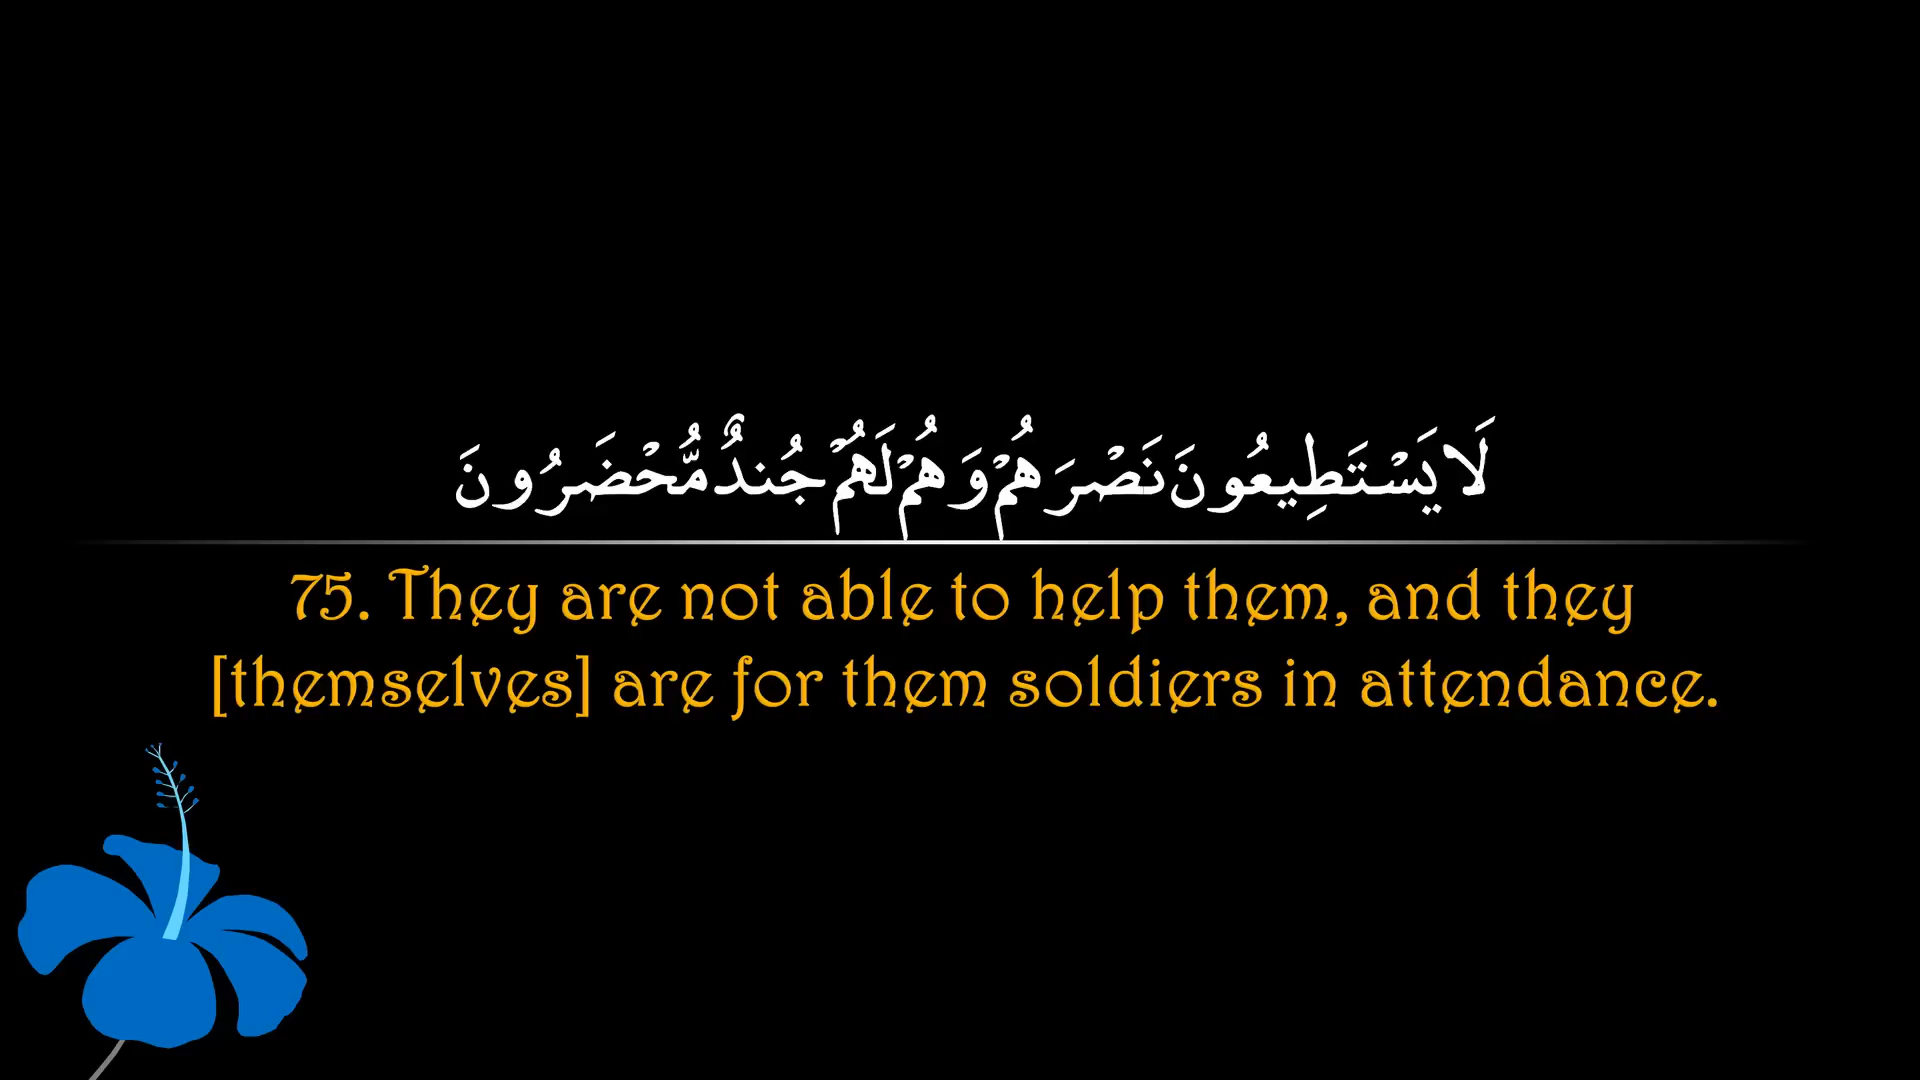 لَا يَسْتَطِيعُونَ نَصْرَهُمْ وَهُمْ لَهُمْ جُندٌ مُّحْضَرُونَ
75. They are not able to help them, and they
[themselves] are for them soldiers in attendance.